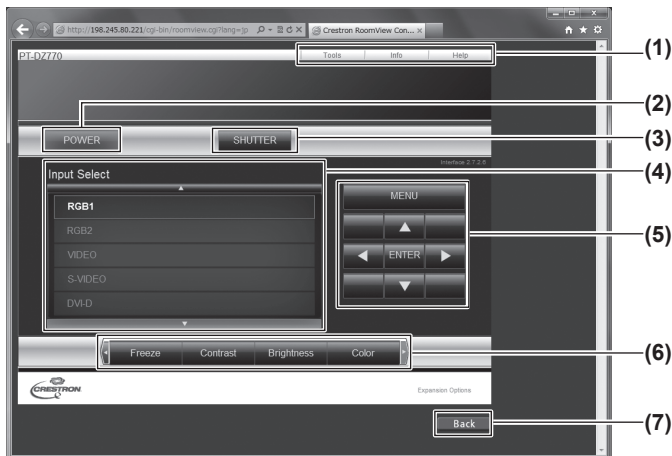 http://198.245.80.221/cgi-bin/roomview.cgi?lang=jp
Crestron RoomView Con...
PT-DZ770
Tools Info Help
(1)
(2)
(3)
POWER
SHUTTER
Interface 2.7.2.6
(4)
Input Select
RGB1
RGB2
VIDEO
S-VIDEO
DVI-D
MENU
ENTER
(5)
Freeze Contrast Brightness Color
(6)
CRESTRON
Expansion Options
Back
(7)